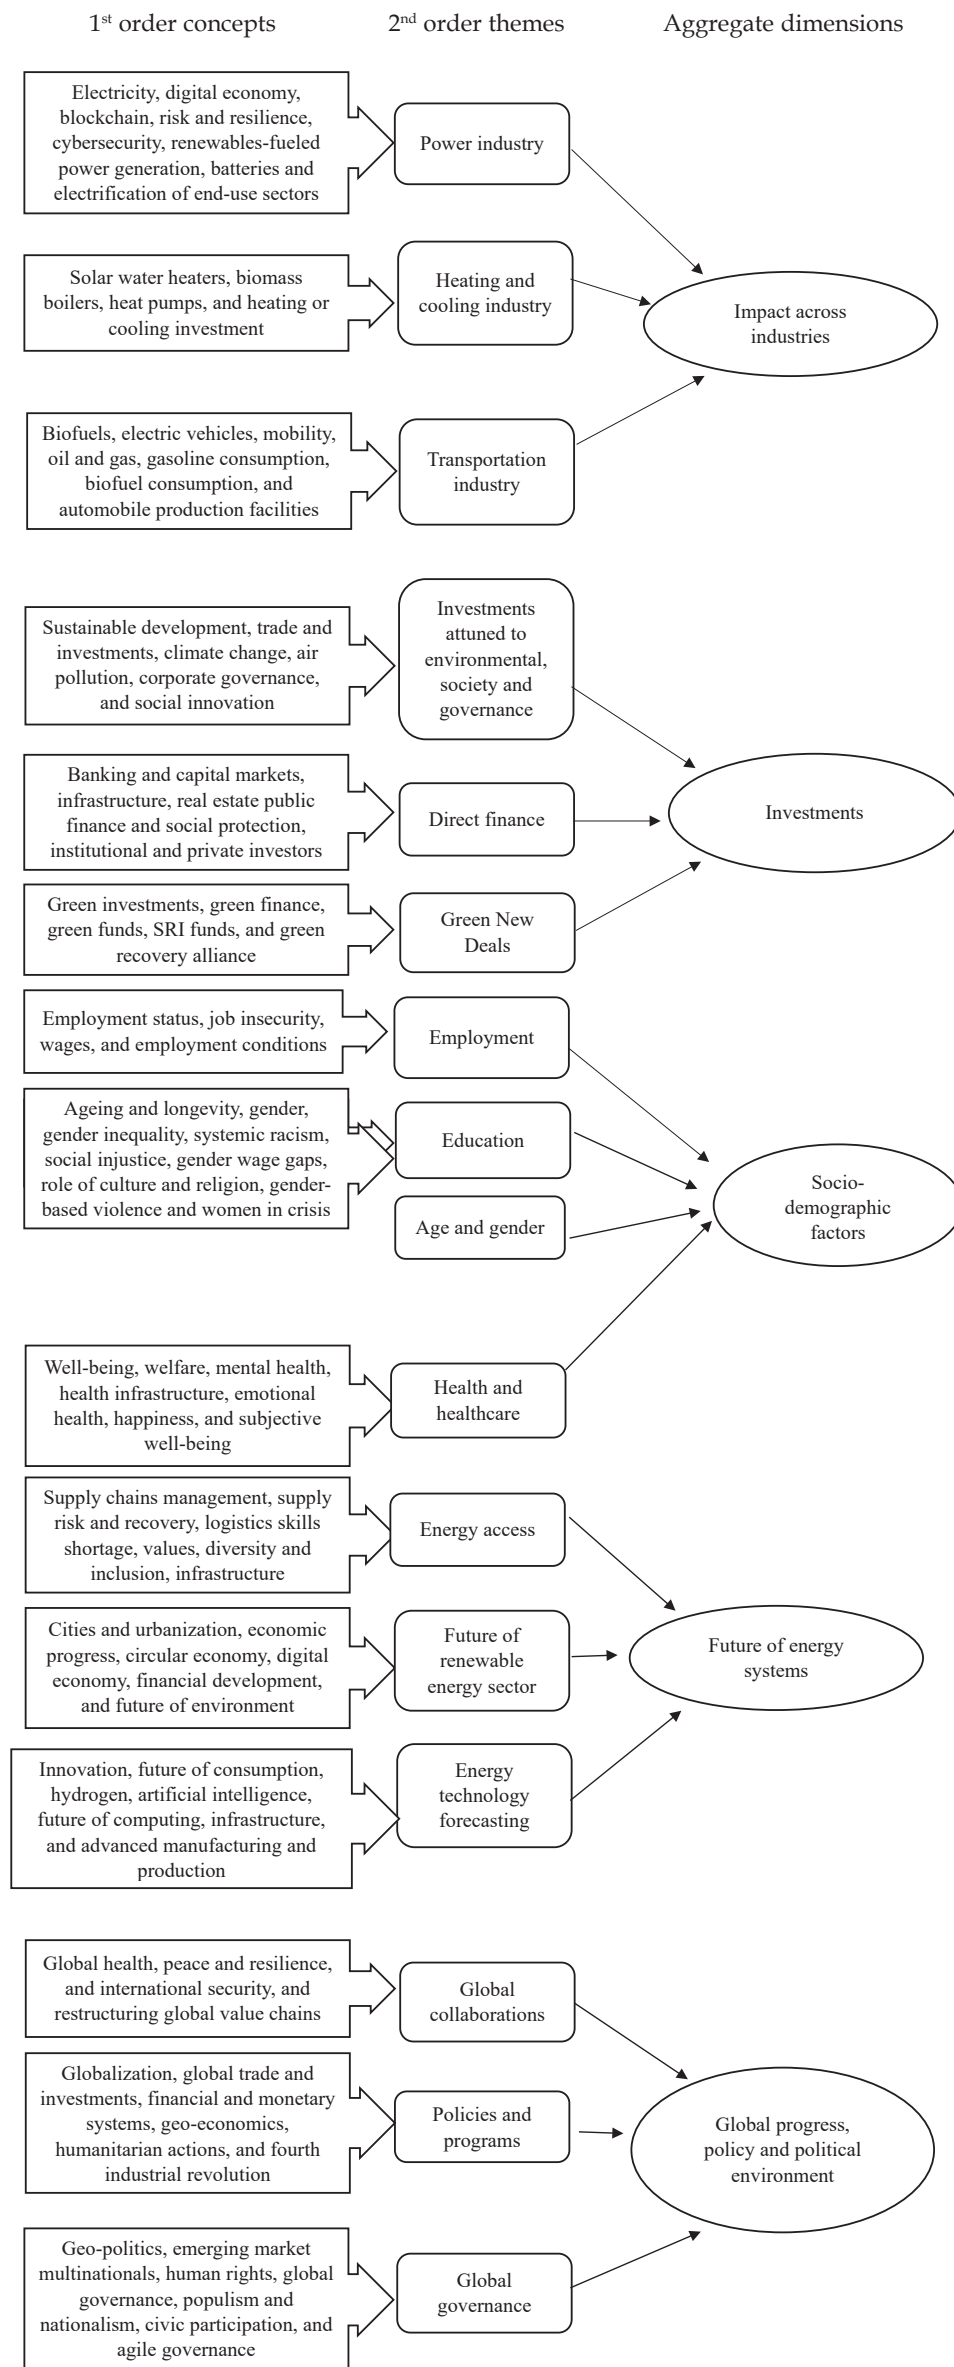 1st order concepts
2nd order themes
Aggregate dimensions
Electricity, digital economy,
blockchain, risk and resilience,
cybersecurity, renewables-fueled
power generation, batteries and
electrification of end-use sectors
Power industry
Solar water heaters, biomass
boilers, heat pumps, and heating or
cooling investment
Heating and
cooling industry
Impact across
industries
Biofuels, electric vehicles, mobility,
oil and gas, gasoline consumption,
biofuel consumption, and
automobile production facilities
Transportation
industry
Sustainable development, trade and
investments, climate change, air
pollution, corporate governance,
and social innovation
Investments
attuned to
environmental,
society and
governance
Banking and capital markets,
infrastructure, real estate public
finance and social protection,
institutional and private investors
Direct finance
Investments
Green investments, green finance,
green funds, SRI funds, and green
recovery alliance
Green New
Deals
Employment status, job insecurity,
wages, and employment conditions
Employment
Ageing and longevity, gender,
gender inequality, systemic racism,
social injustice, gender wage gaps,
role of culture and religion, gender-
based violence and women in crisis
Education
Age and gender
Socio-
demographic
factors
Well-being, welfare, mental health,
health infrastructure, emotional
health, happiness, and subjective
well-being
Health and
healthcare
Supply chains management, supply
risk and recovery, logistics skills
shortage, values, diversity and
inclusion, infrastructure
Energy access
Cities and urbanization, economic
progress, circular economy, digital
economy, financial development,
and future of environment
Future of
renewable
energy sector
Future of energy
systems
Innovation, future of consumption,
hydrogen, artificial intelligence,
future of computing, infrastructure,
and advanced manufacturing and
production
Energy
technology
forecasting
Global health, peace and resilience,
and international security, and
restructuring global value chains
Global
collaborations
Globalization, global trade and
investments, financial and monetary
systems, geo-economics,
humanitarian actions, and fourth
industrial revolution
Policies and
programs
Global progress,
policy and political
environment
Geo-politics, emerging market
multinationals, human rights, global
governance, populism and
nationalism, civic participation, and
agile governance
Global
governance